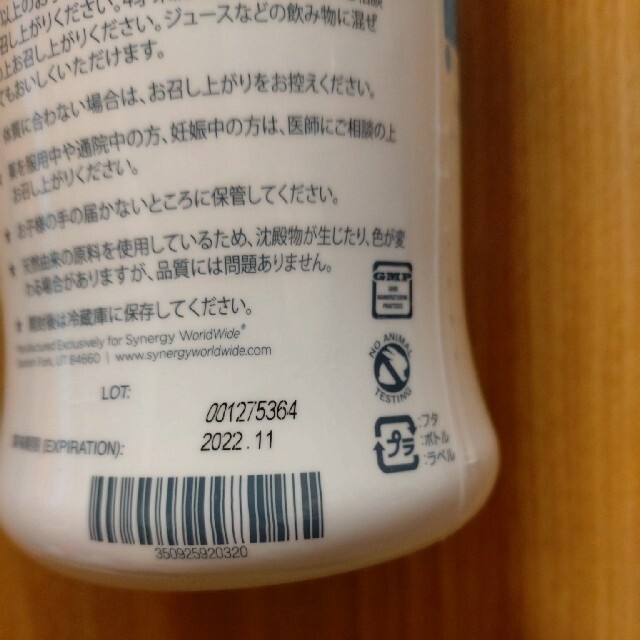 召し上がりください。ジュースなどの飲み物に混ぜ
上お召し上がりください。
てもおいしくいただけます。
体質に合わない場合は、お召し上がりをお控えください。
薬を服用中や通院中の方、妊娠中の方は、医師にご相談の上
お召し上がりください。
★ お子様の手の届かないところに保管してください。
★ 天然由来の原料を使用しているため、沈殿物が生じたり、色が変
わる場合がありますが、品質には問題ありません。
★ 開封後は冷蔵庫に保存してください。
Exclusively for Synergy WorldWide®
UT 84660 | www.synergyworldwide.com
GMP
NO ANIMAL
TESTING
LOT:
001275364
(EXPIRATION):
2022.11
プラ
:フタ
:ボトル
:ラベル
350925920320